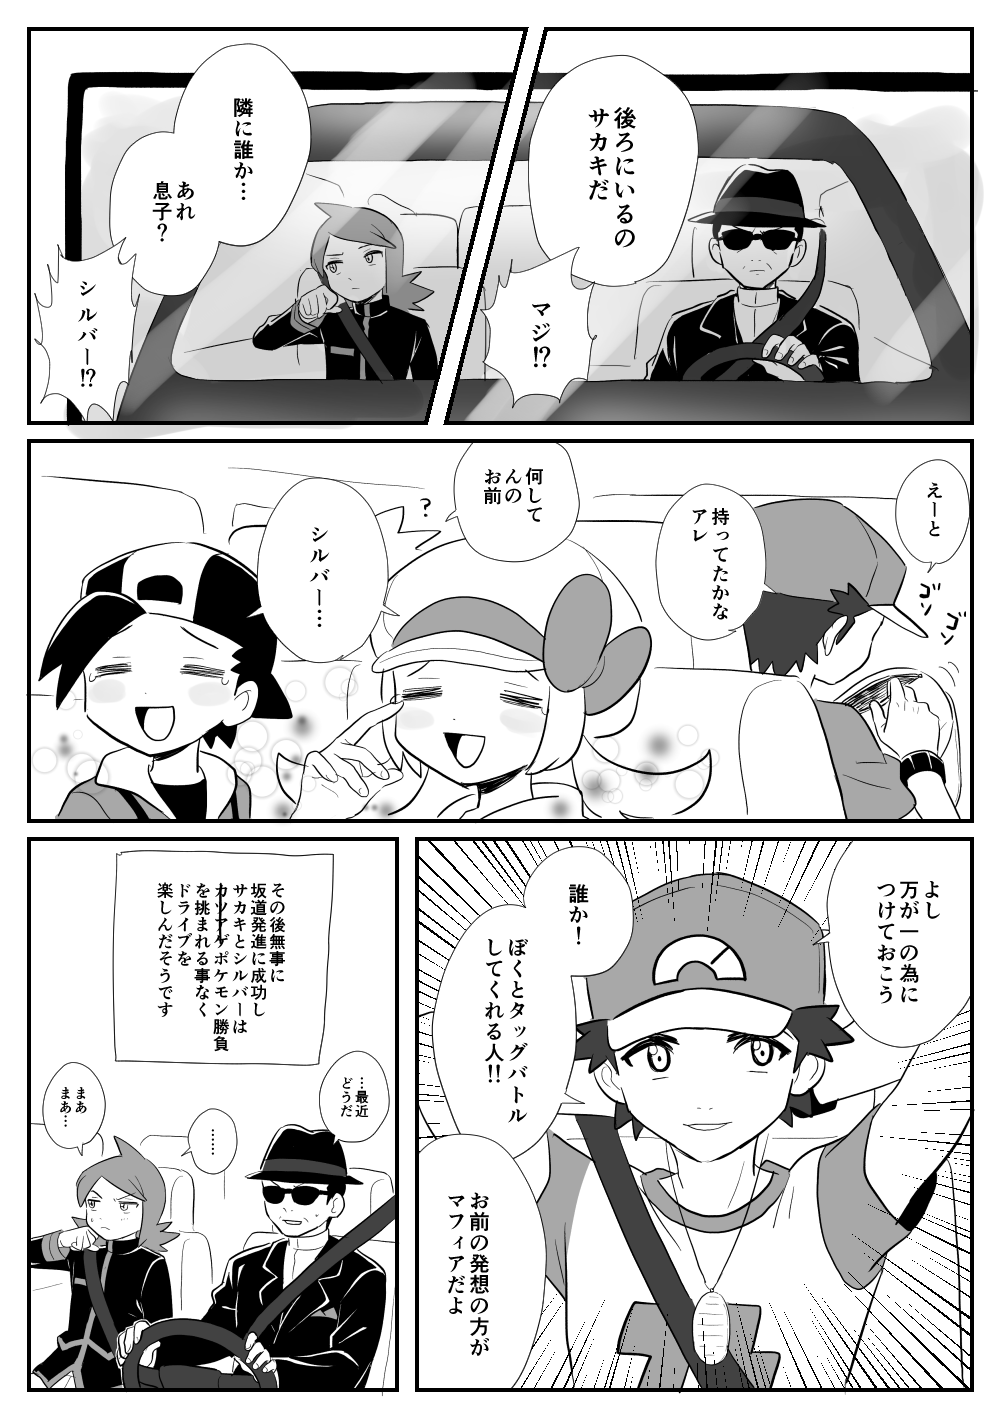 後ろにいるの
サカキだ
マジ!?
隣に誰か…
あれ
息子?
シルバー!?
えーと
ゴソ
ゴソ
持ってたかな
アレ
何して
んの
お前
?
シルバー…
よし
万が一の為に
つけておこう
誰か!
ぼくとタッグバトル
してくれる人!!
お前の発想の方が
マフィアだよ
その後無事に
坂道発進に成功し
サカキとシルバーは
カツアゲポケモン勝負
を挑まれる事なく
ドライブを
楽しんだそうです
…最近
どうだ
……
まあ
まあ…